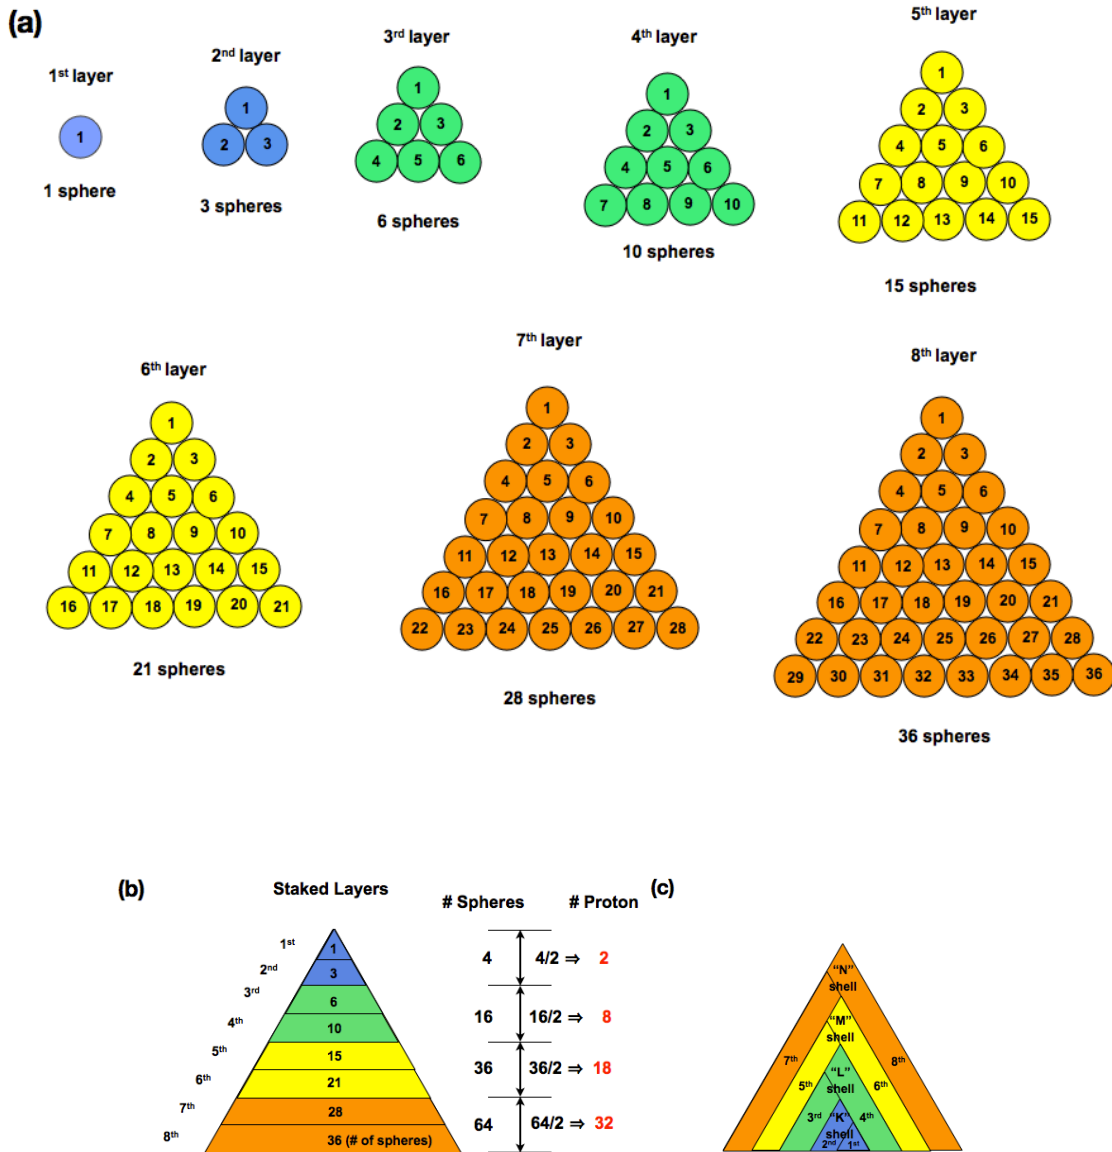 (a)
1st layer
1
1 sphere
2nd layer
1
2 3
3 spheres
3rd layer
1
2 3
4 5 6
6 spheres
4th layer
1
2 3
4 5 6
7 8 9 10
10 spheres
5th layer
1
2 3
4 5 6
7 8 9 10
11 12 13 14 15
15 spheres
6th layer
1
2 3
4 5 6
7 8 9 10
11 12 13 14 15
16 17 18 19 20 21
21 spheres
7th layer
1
2 3
4 5 6
7 8 9 10
11 12 13 14 15
16 17 18 19 20 21
22 23 24 25 26 27 28
28 spheres
8th layer
1
2 3
4 5 6
7 8 9 10
11 12 13 14 15
16 17 18 19 20 21
22 23 24 25 26 27 28
29 30 31 32 33 34 35 36
36 spheres
(b)
Staked Layers
# Spheres # Proton
1st 1
2nd 3
4 4/2 ⇒ 2
3rd 6
4th 10
16 16/2 ⇒ 8
5th 15
6th 21
36 36/2 ⇒ 18
7th 28
8th 36 (# of spheres)
64 64/2 ⇒ 32
(c)
"N"
shell
"M"
shell
7th 8th
"L"
shell
5th 6th
3rd "K" 4th
shell
2nd 1st